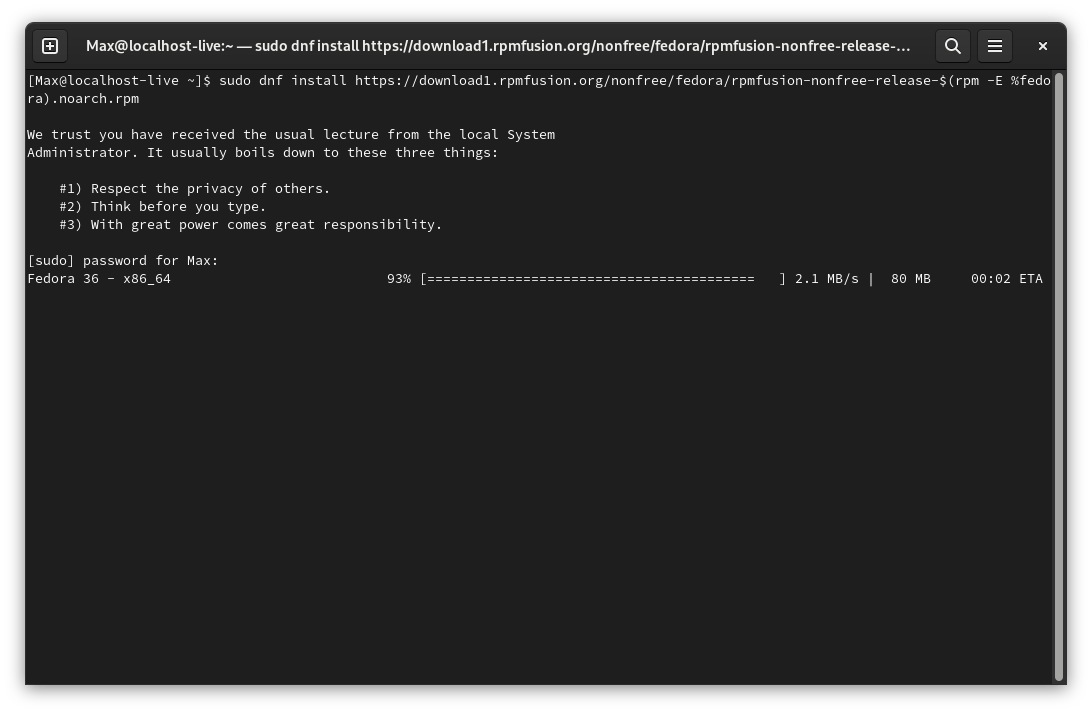 Max@localhost-live:~ — sudo dnf install https://download1.rpmfusion.org/nonfree/fedora/rpmfusion-nonfree-release-…
[Max@localhost-live ~]$ sudo dnf install https://download1.rpmfusion.org/nonfree/fedora/rpmfusion-nonfree-release-$(rpm -E %fedo
ra).noarch.rpm
We trust you have received the usual lecture from the local System
Administrator. It usually boils down to these three things:
#1) Respect the privacy of others.
#2) Think before you type.
#3) With great power comes great responsibility.
[sudo] password for Max:
Fedora 36 - x86_64 93% [========================================= ] 2.1 MB/s | 80 MB 00:02 ETA